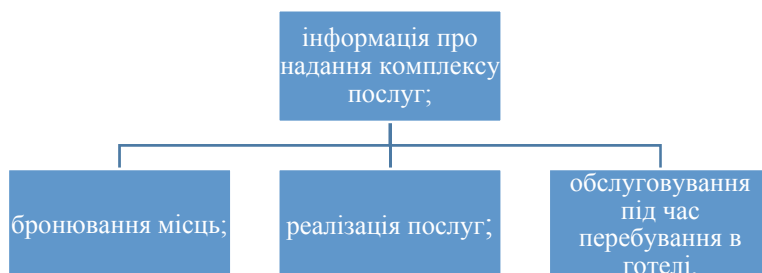 інформація про
надання комплексу
послуг;
бронювання місць;
реалізація послуг;
обслуговування
під час
перебування в
готелі.